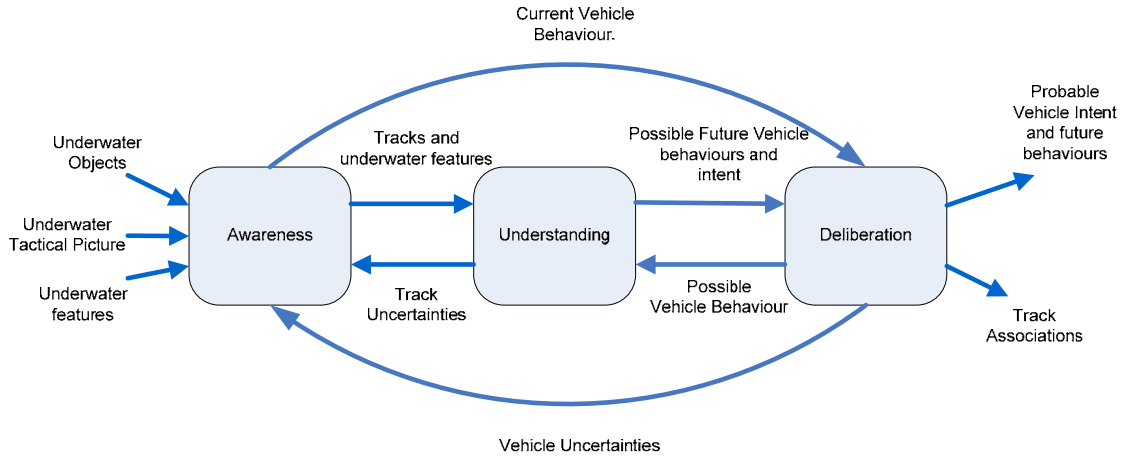 Current Vehicle
Behaviour.
Probable
Vehicle Intent
and future
behaviours
Underwater
Objects
Tracks and
underwater features
Possible Future Vehicle
behaviours and
intent
Underwater
Tactical Picture
Awareness
Understanding
Deliberation
Underwater
features
Track
Uncertainties
Possible
Vehicle Behaviour
Track
Associations
Vehicle Uncertainties